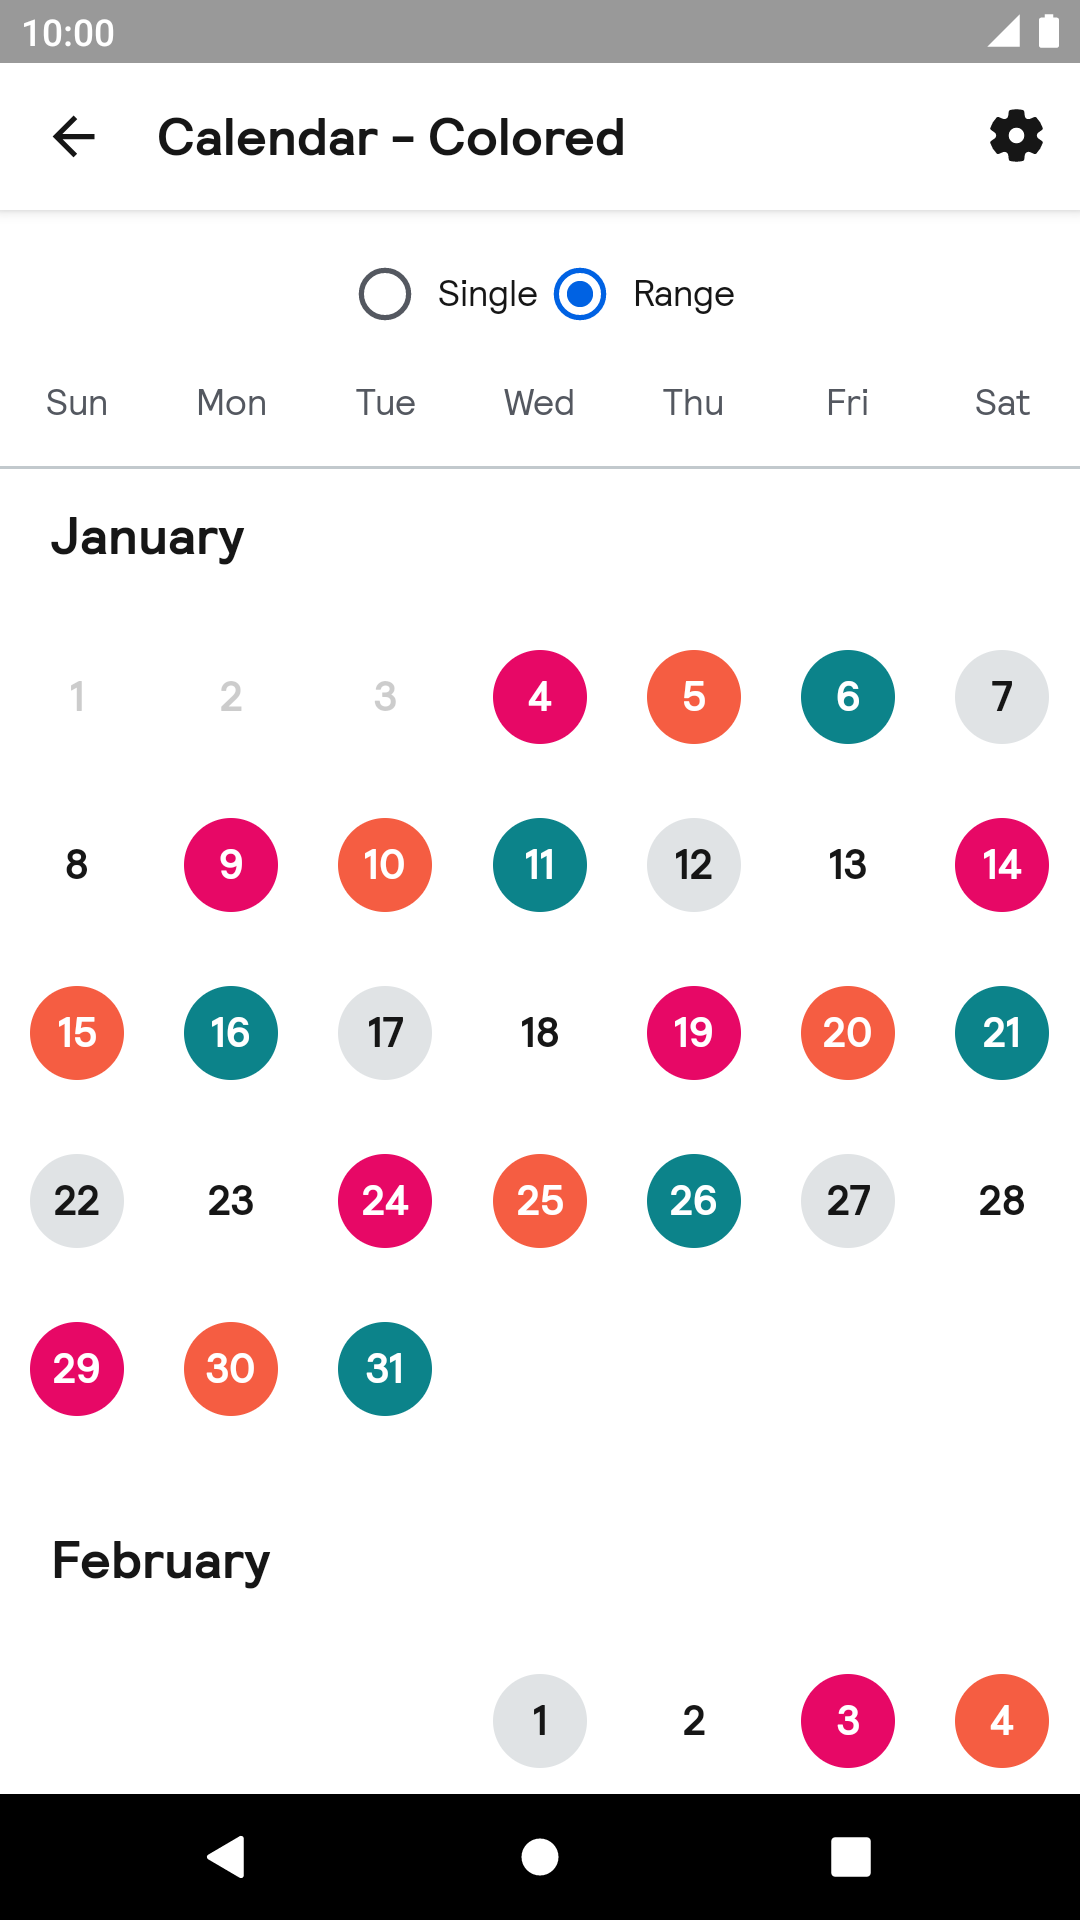 10:00
Calendar – Colored
Single Range
Sun Mon Tue Wed Thu Fri Sat
January
1 2 3 4 5 6 7
8 9 10 11 12 13 14
15 16 17 18 19 20 21
22 23 24 25 26 27 28
29 30 31
February
1 2 3 4